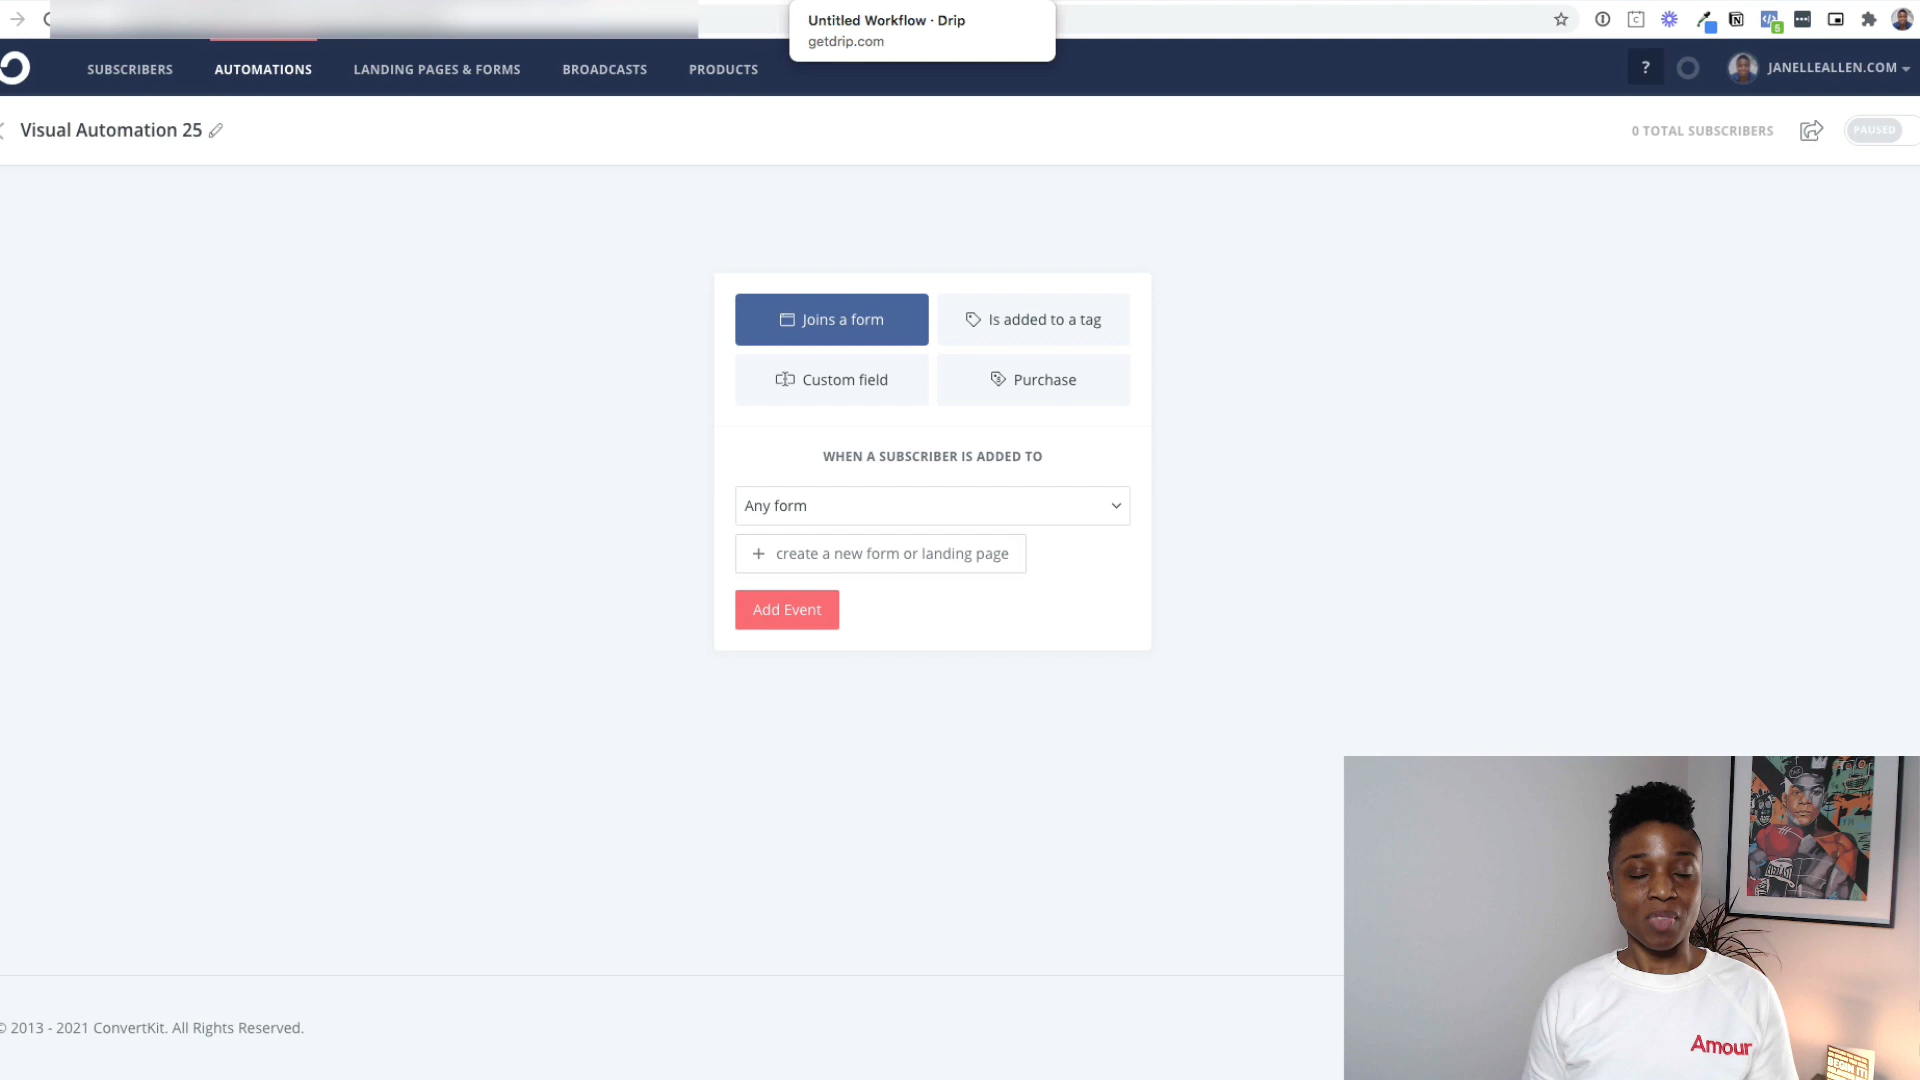 Untitled Workflow · Drip
getdrip.com
SUBSCRIBERS
AUTOMATIONS
LANDING PAGES & FORMS
BROADCASTS
PRODUCTS
?
JANELLEALLEN.COM
Visual Automation 25
0 TOTAL SUBSCRIBERS
PAUSED
Joins a form
Is added to a tag
Custom field
Purchase
WHEN A SUBSCRIBER IS ADDED TO
Any form
+ create a new form or landing page
Add Event
© 2013 - 2021 ConvertKit. All Rights Reserved.
Amour
BEGIN IT!